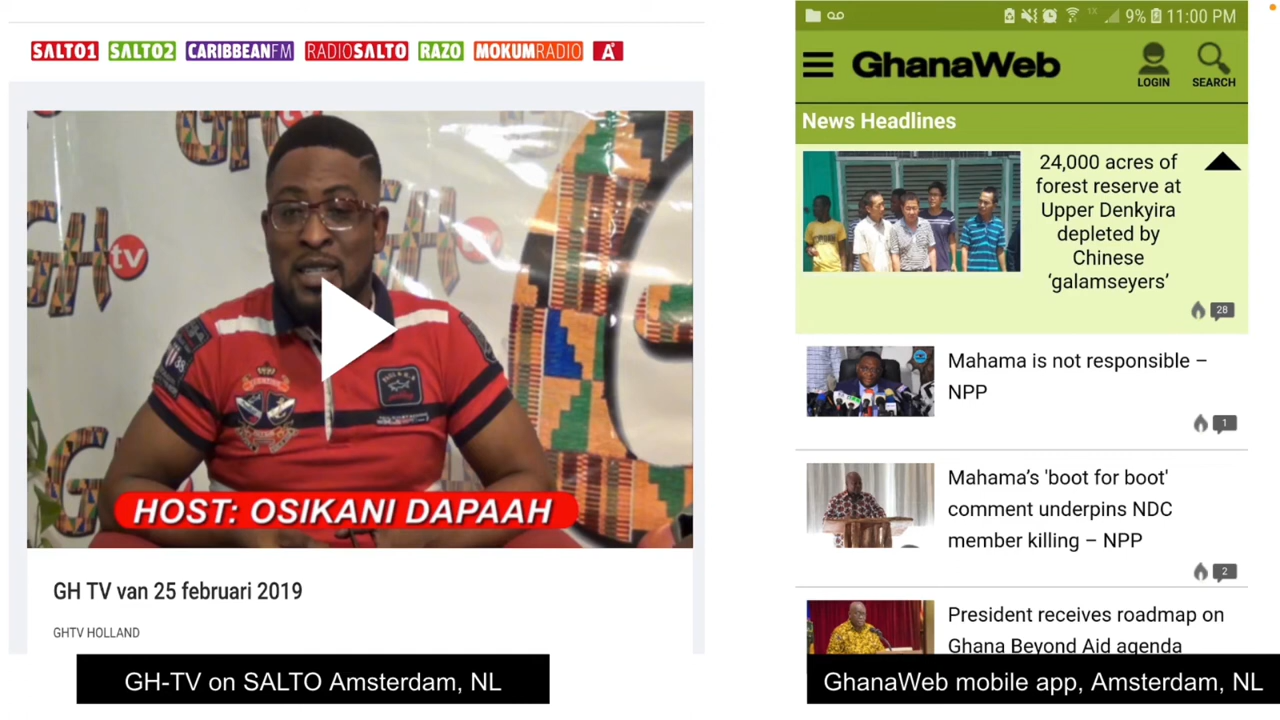 SALTO1 SALTO2 CARIBBEANFM RADIOSALTO RAZO MOKUMRADIO A
GH
tv
HOST: OSIKANI DAPAAH
GH TV van 25 februari 2019
GHTV HOLLAND
GH-TV on SALTO Amsterdam, NL
9% 11:00 PM
GhanaWeb
LOGIN
SEARCH
News Headlines
24,000 acres of
forest reserve at
Upper Denkyira
depleted by
Chinese
‘galamseyers’
28
Mahama is not responsible –
NPP
1
Mahama’s 'boot for boot'
comment underpins NDC
member killing – NPP
2
President receives roadmap on
Ghana Beyond Aid agenda
GhanaWeb mobile app, Amsterdam, NL